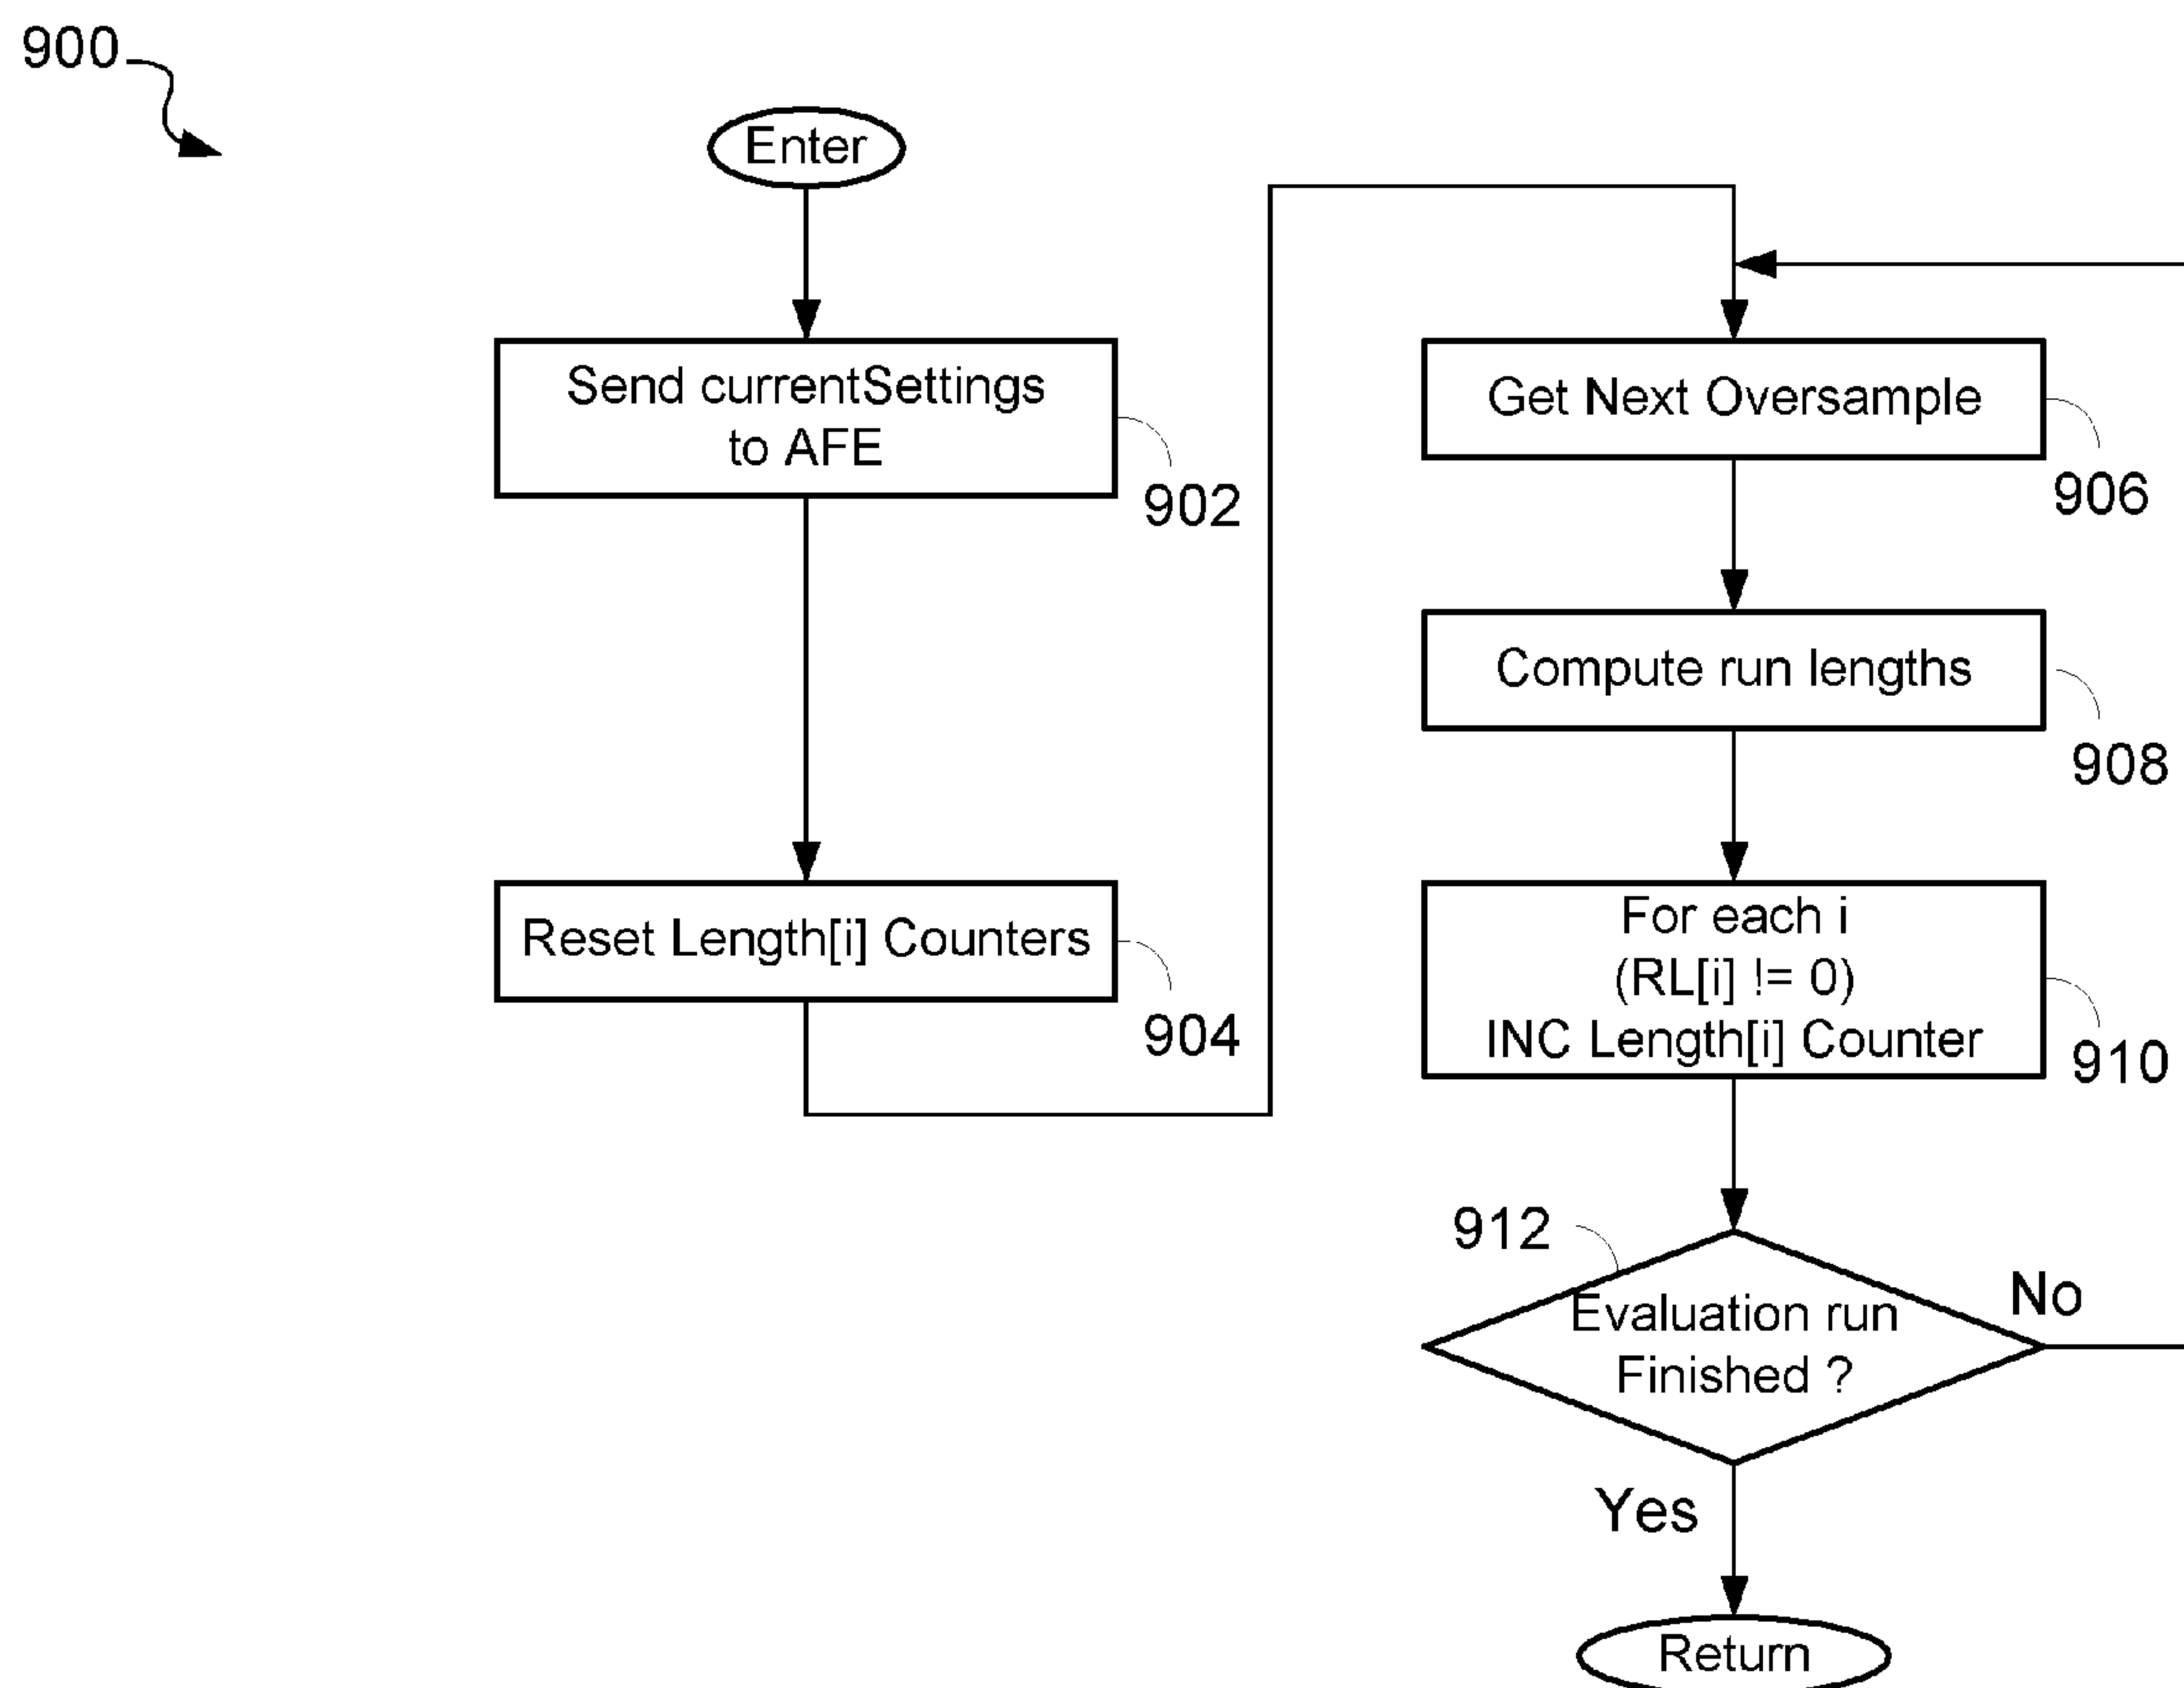 900
Enter
Send currentSettings
to AFE
902
Reset Length[i] Counters
904
Get Next Oversample
906
Compute run lengths
908
For each i
(RL[i] != 0)
INC Length[i] Counter
910
912
Evaluation run
Finished ?
No
Yes
Return